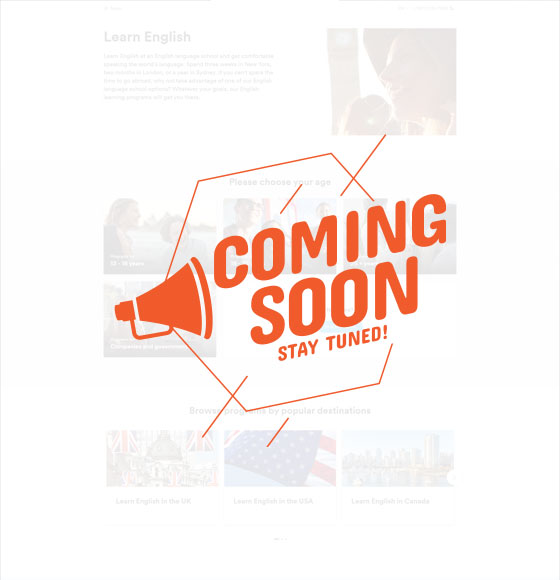 Learn English
Learn English at an English language school and get comfortable
speaking the world's language. Spend three weeks in New York,
two months in London, or a year in Sydney. If you can't spare the
time to go abroad, why not take advantage of one of our English
language school options? Whatever your goals, our English
learning programs will get you there.
Please choose your age
COMING
SOON
STAY TUNED!
Browse programs by popular destinations
Learn English in the UK
Learn English in the USA
Learn English in Canada